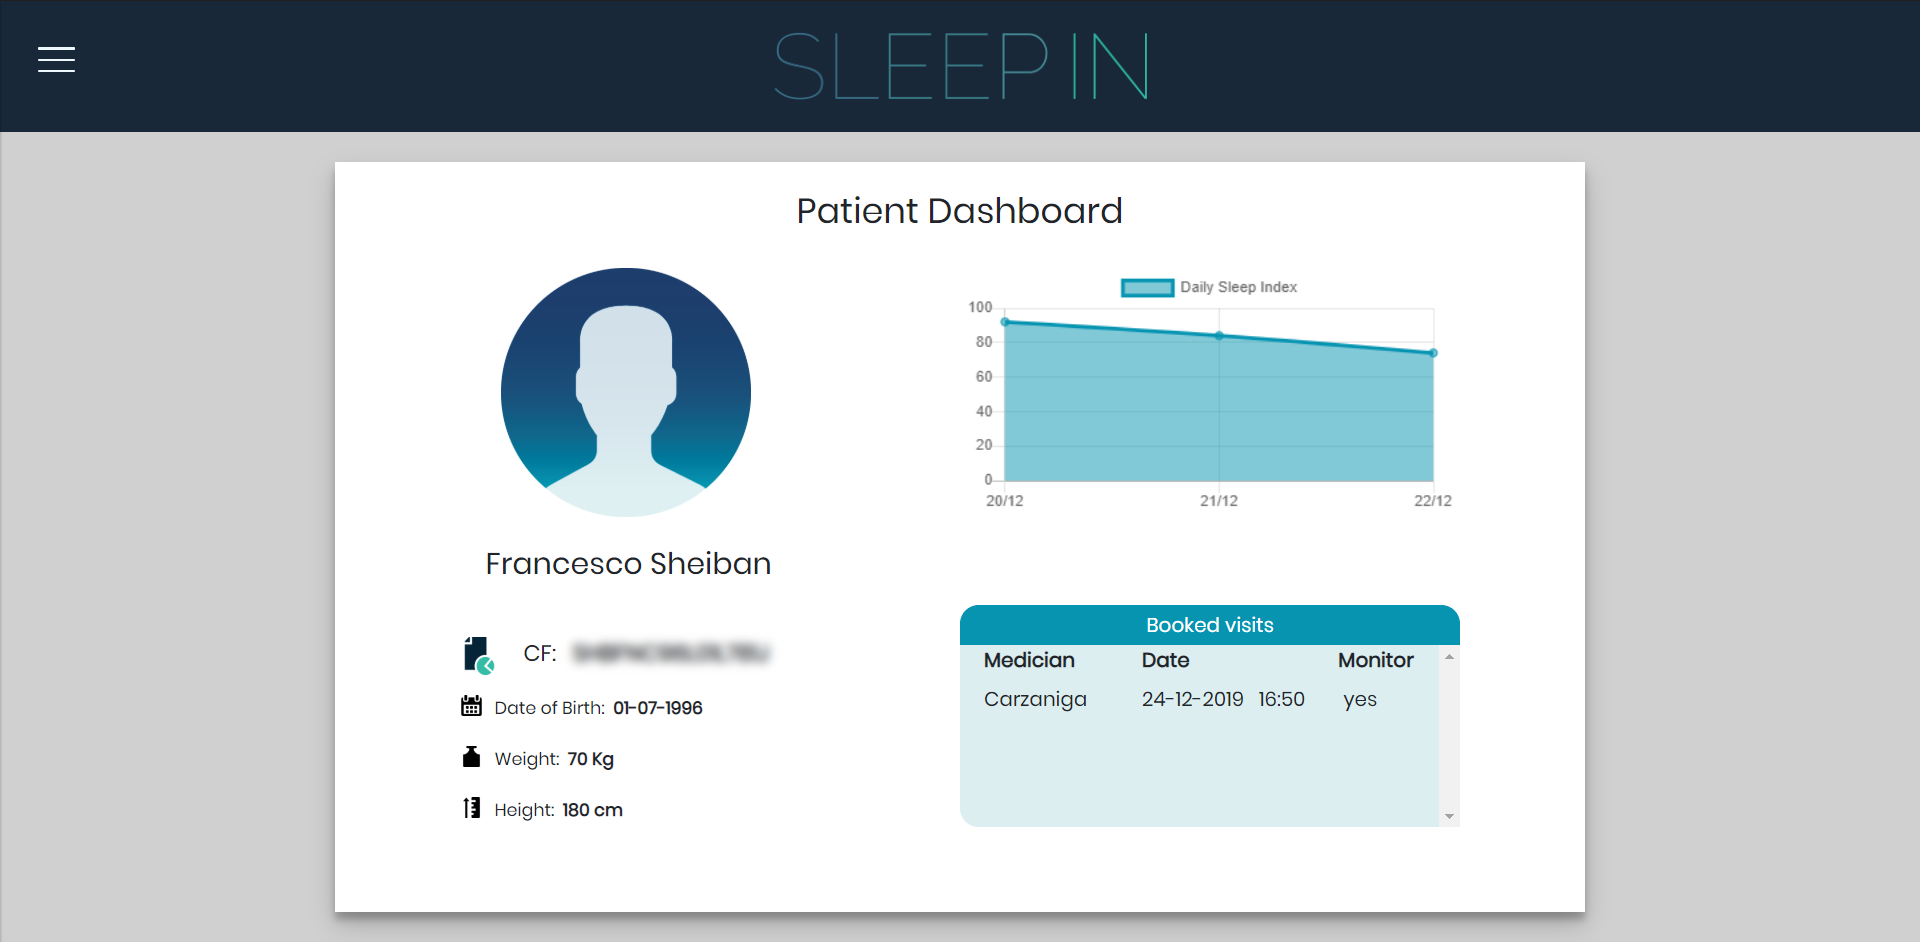 SLEEP IN
Patient Dashboard
Francesco Sheiban
CF:
Date of Birth: 01-07-1996
Weight: 70 Kg
Height: 180 cm
Daily Sleep Index
100
80
60
40
20
0
20/12 21/12 22/12
Booked visits
Medician Date Monitor
Carzaniga 24-12-2019 16:50 yes